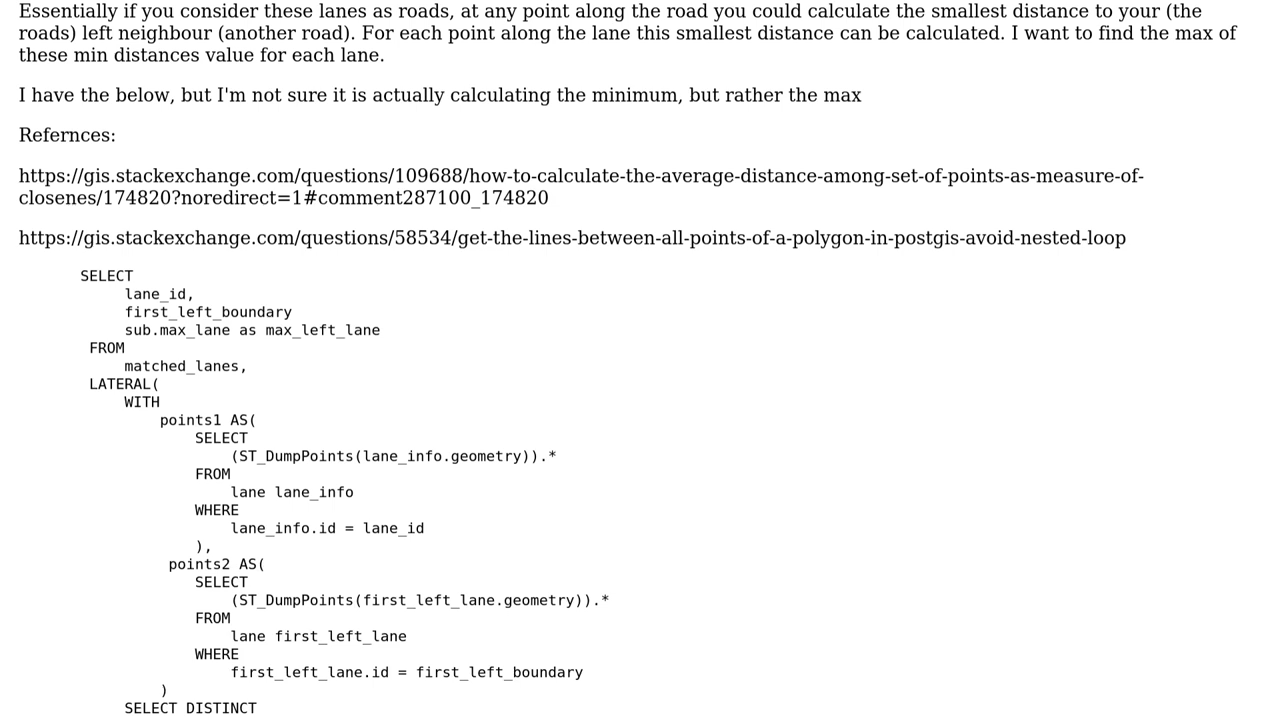 Essentially if you consider these lanes as roads, at any point along the road you could calculate the smallest distance to your (the
roads) left neighbour (another road). For each point along the lane this smallest distance can be calculated. I want to find the max of
these min distances value for each lane.
I have the below, but I'm not sure it is actually calculating the minimum, but rather the max
Refernces:
https://gis.stackexchange.com/questions/109688/how-to-calculate-the-average-distance-among-set-of-points-as-measure-of-
closenes/174820?noredirect=1#comment287100_174820
https://gis.stackexchange.com/questions/58534/get-the-lines-between-all-points-of-a-polygon-in-postgis-avoid-nested-loop
SELECT
lane_id,
first_left_boundary
sub.max_lane as max_left_lane
FROM
matched_lanes,
LATERAL(
WITH
points1 AS(
SELECT
(ST_DumpPoints(lane_info.geometry)).*
FROM
lane lane_info
WHERE
lane_info.id = lane_id
),
points2 AS(
SELECT
(ST_DumpPoints(first_left_lane.geometry)).*
FROM
lane first_left_lane
WHERE
first_left_lane.id = first_left_boundary
)
SELECT DISTINCT